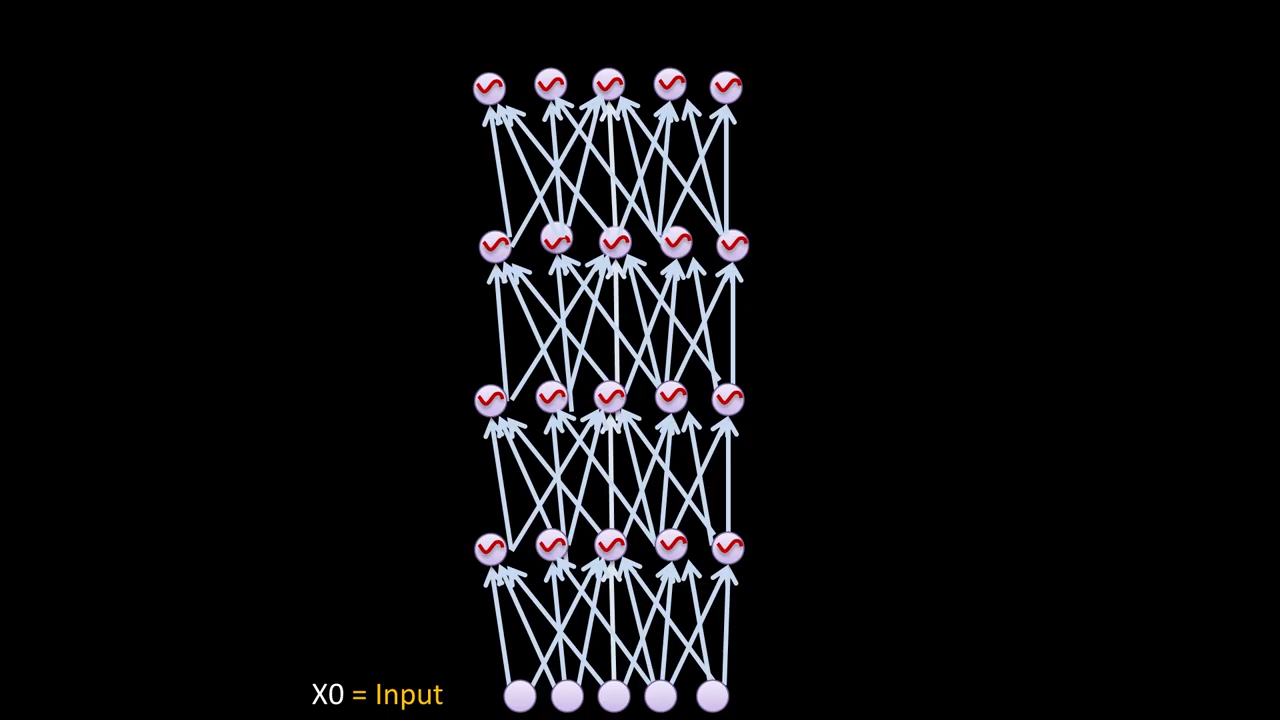 X0 = Input